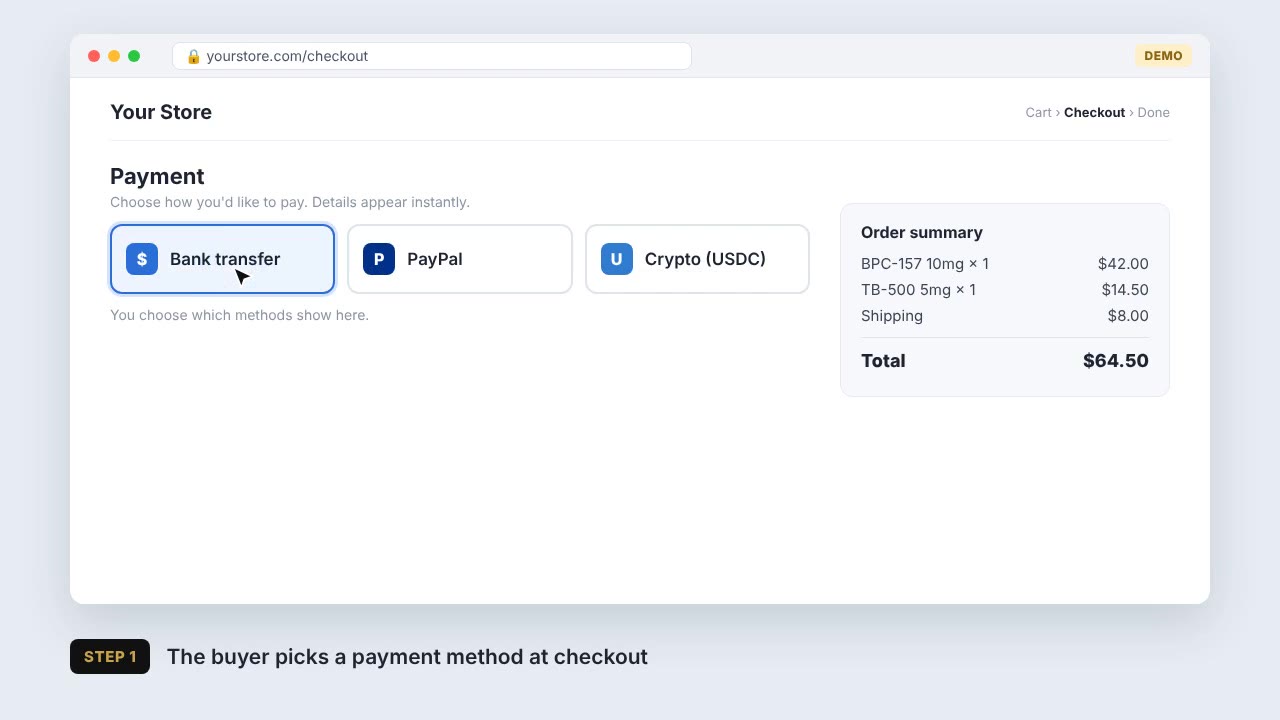 🔒 yourstore.com/checkout
DEMO
Your Store
Cart › Checkout › Done
Payment
Choose how you'd like to pay. Details appear instantly.
$ Bank transfer
P PayPal
U Crypto (USDC)
You choose which methods show here.
Order summary
BPC-157 10mg × 1 $42.00
TB-500 5mg × 1 $14.50
Shipping $8.00
Total $64.50
STEP 1 The buyer picks a payment method at checkout